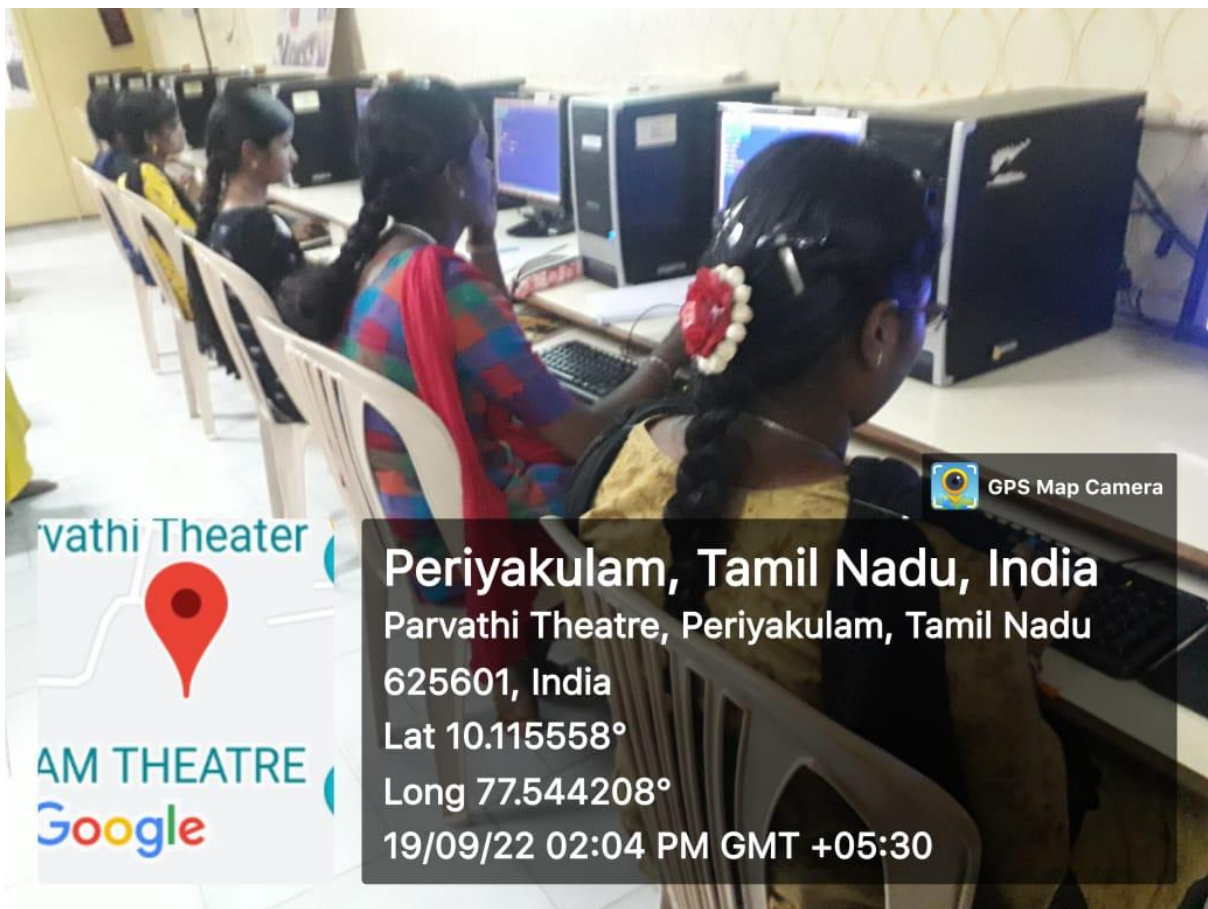 GPS Map Camera
vathi Theater
AM THEATRE
Google
Periyakulam, Tamil Nadu, India
Parvathi Theatre, Periyakulam, Tamil Nadu
625601, India
Lat 10.115558°
Long 77.544208°
19/09/22 02:04 PM GMT +05:30